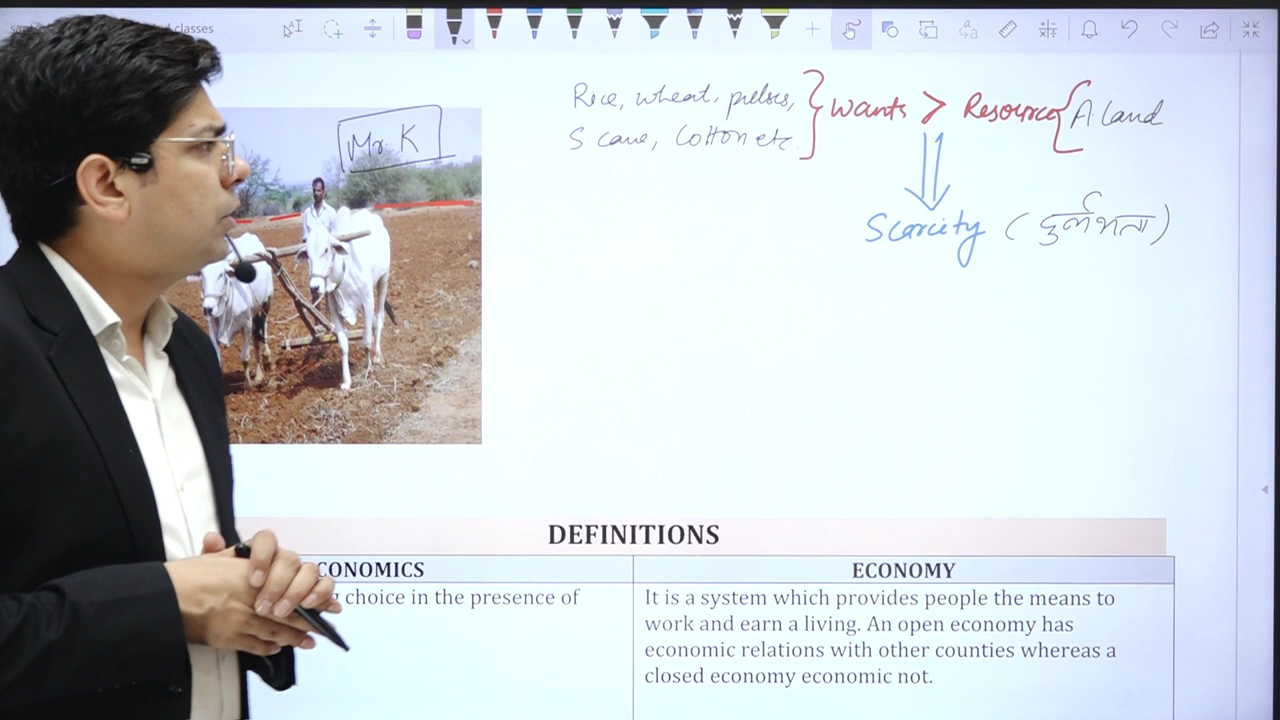 classes
Rice, wheat, pulses,
S. cane, Cotton etc.
Wants > Resource
A. Land
Mr. K
Scarcity (दुर्लभता)
DEFINITIONS
CONOMICS
ECONOMY
choice in the presence of
It is a system which provides people the means to
work and earn a living. An open economy has
economic relations with other counties whereas a
closed economy economic not.